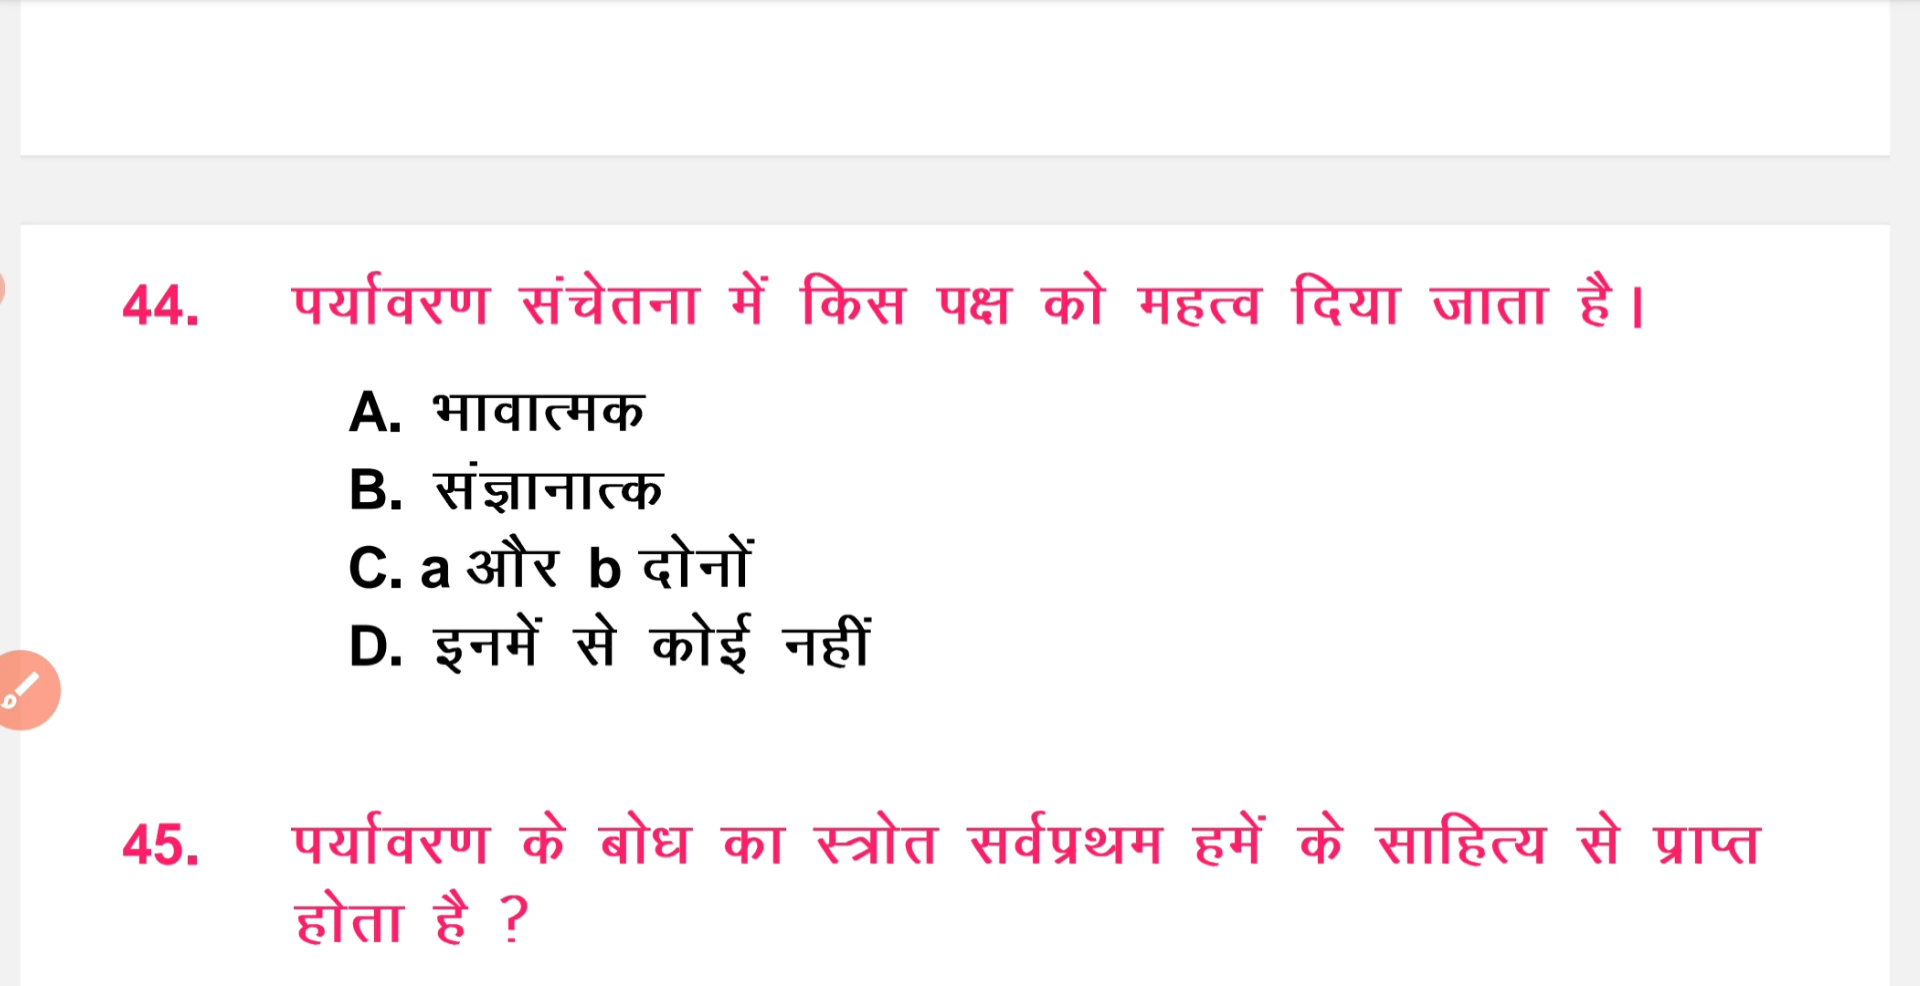 44. पर्यावरण संचेतना में किस पक्ष को महत्व दिया जाता है।
A. भावात्मक
B. संज्ञानात्क
C. a और b दोनों
D. इनमें से कोई नहीं
45. पर्यावरण के बोध का स्त्रोत सर्वप्रथम हमें के साहित्य से प्राप्त
होता है ?